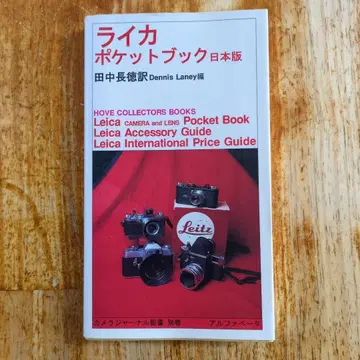 ライカ
ポケットブック日本版
田中長徳訳 Dennis Laney編
HOVE COLLECTORS BOOKS
Leica CAMERA and LENS Pocket Book
Leica Accessory Guide
Leica International Price Guide
Leitz
カメラジャーナル叢書 別巻 アルファベータ